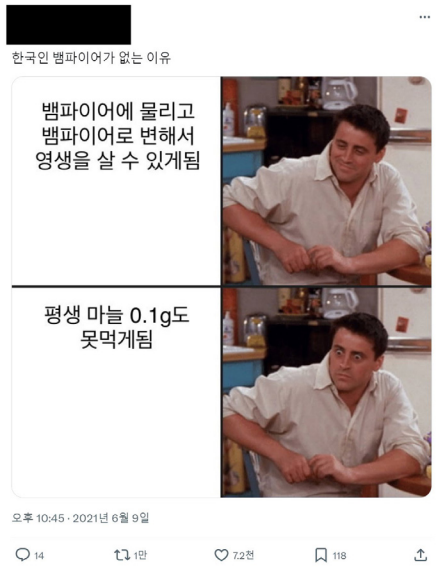 한국인 뱀파이어가 없는 이유
뱀파이어에 물리고
뱀파이어로 변해서
영생을 살 수 있게됨
평생 마늘 0.1g도
못먹게됨
오후 10:45 · 2021년 6월 9일
14 1만 7.2천 118